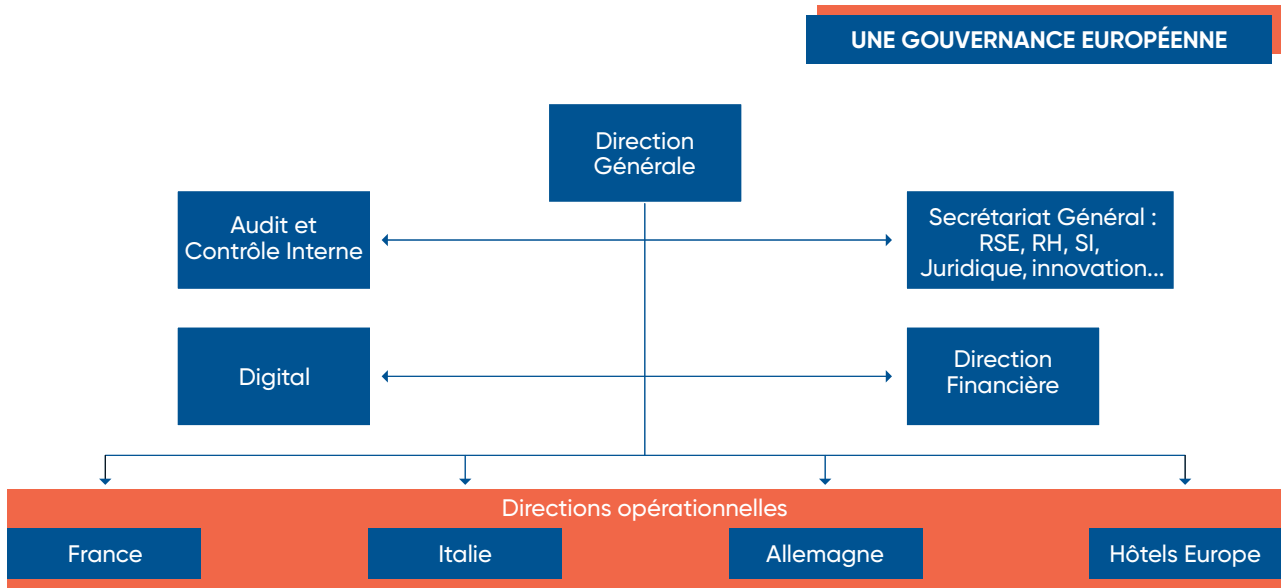 UNE GOUVERNANCE EUROPÉENNE
Direction
Générale
Audit et
Contrôle Interne
Secrétariat Général :
RSE, RH, SI,
Juridique, innovation...
Digital
Direction
Financière
Directions opérationnelles
France
Italie
Allemagne
Hôtels Europe